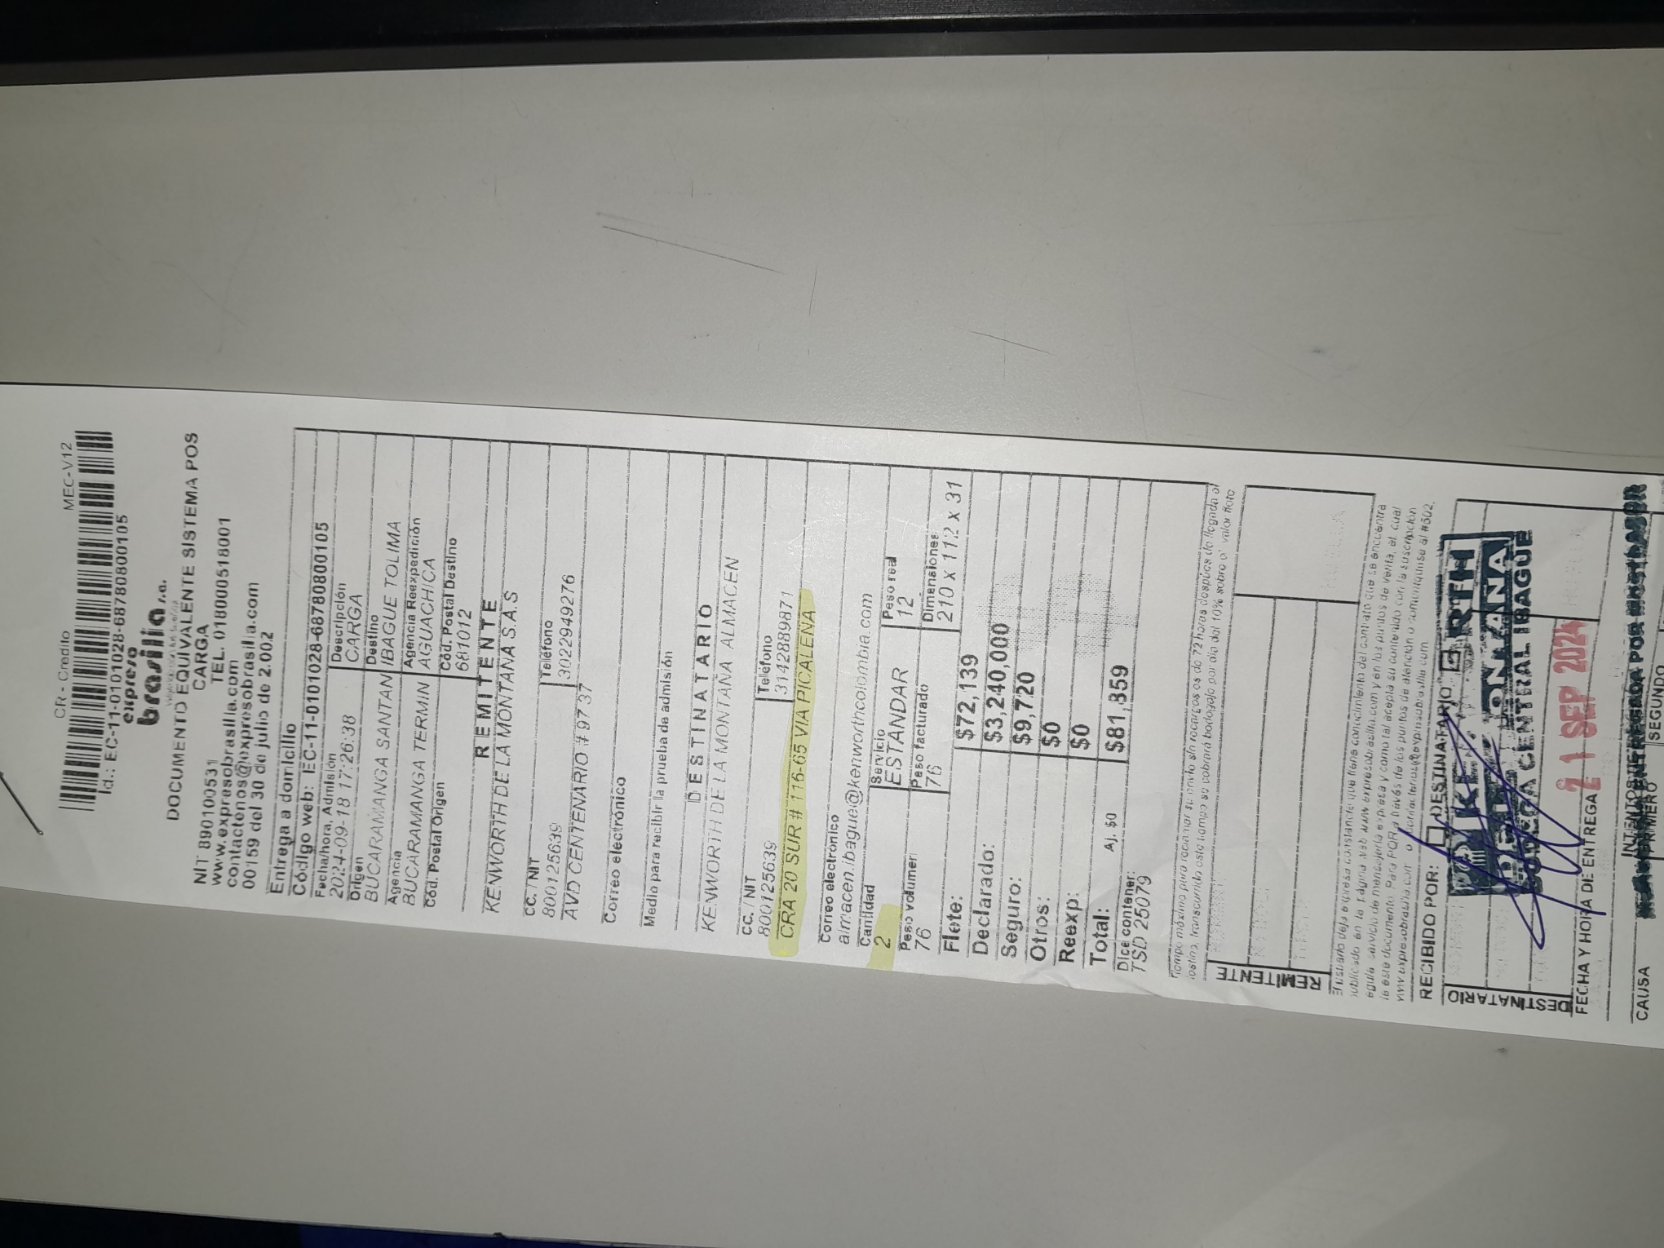 CR - Credito MEC-V12
Id.: EC-11-0101028-68780800105
expreso
brasilia s.a.
DOCUMENTO EQUIVALENTE SISTEMA POS
CARGA
NIT 890100531 TEL. 018000518001
www.expresobrasilia.com
contactenos@expresobrasilia.com
00159 del 30 de julio de 2.002
Entrega a domicilio
Código web: EC-11-0101028-68780800105
Fecha/hora, Admisión Descripción
2024-09-18 17:26:38 CARGA
Origen Destino
BUCARAMANGA SANTAN IBAGUE TOLIMA
Agencia Agencia Reexpedición
BUCARAMANGA TERMIN AGUACHICA
Cód. Postal Origen Cód. Postal Destino
681012
REMITENTE
KENWORTH DE LA MONTAÑA S.A.S
CC. / NIT Teléfono
800125639 3022949276
AVD CENTENARIO # 97 37
Correo electrónico
Medio para recibir la prueba de admisión
DESTINATARIO
KENWORTH DE LA MONTAÑA ALMACEN
CC. / NIT Teléfono
800125639 3142889871
CRA 20 SUR # 116-65 VIA PICALEÑA
Correo electrónico
almacen.ibague@kenworthcolombia.com
Cantidad Servicio Peso real
2 ESTANDAR 12
Peso volumen: Peso facturado Dimensiones:
76 76 210 x 112 x 31
Flete: $72,139
Declarado: $3,240,000
Seguro: $9,720
Otros: $0
Reexp: $0
Total: Aj. $0 $81,859
Dice contener:
TSD 25079
REMITENTE
RECIBIDO POR: DESTINATARIO
DESTINATARIO
BODEGA CENTRAL IBAGUE
FECHA Y HORA DE ENTREGA
21 SEP 2024
INTENTOS DE ENTREGA
CAUSA PRIMERO SEGUNDO